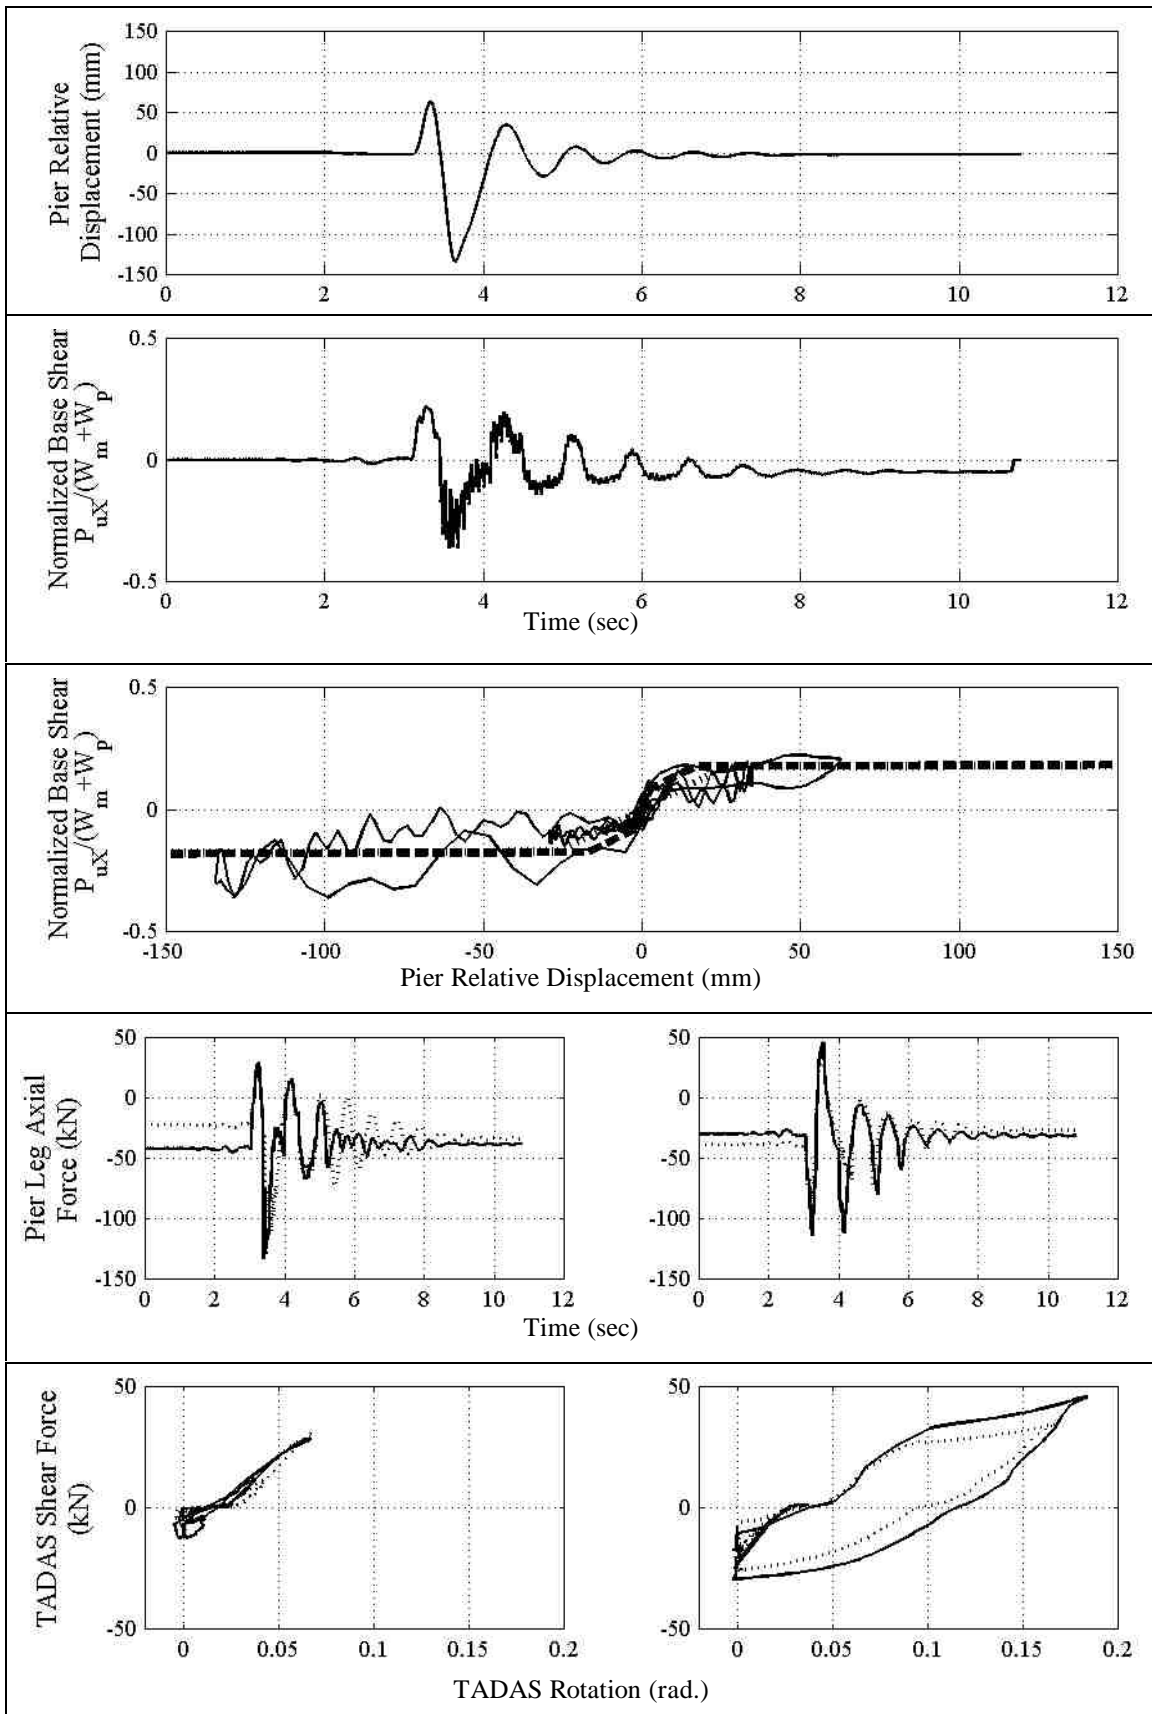 Pier Relative
Displacement (mm)
150
100
50
0
-50
-100
-150
0 2 4 6 8 10 12
Normalized Base Shear
PuX/(Wm+Wp)
0.5
0
-0.5
0 2 4 6 8 10 12
Time (sec)
Normalized Base Shear
PuX/(Wm+Wp)
0.5
0
-0.5
-150 -100 -50 0 50 100 150
Pier Relative Displacement (mm)
Pier Leg Axial
Force (kN)
50
0
-50
-100
-150
0 2 4 6 8 10 12
50
0
-50
-100
-150
0 2 4 6 8 10 12
Time (sec)
TADAS Shear Force
(kN)
50
0
-50
0 0.05 0.1 0.15 0.2
50
0
-50
0 0.05 0.1 0.15 0.2
TADAS Rotation (rad.)